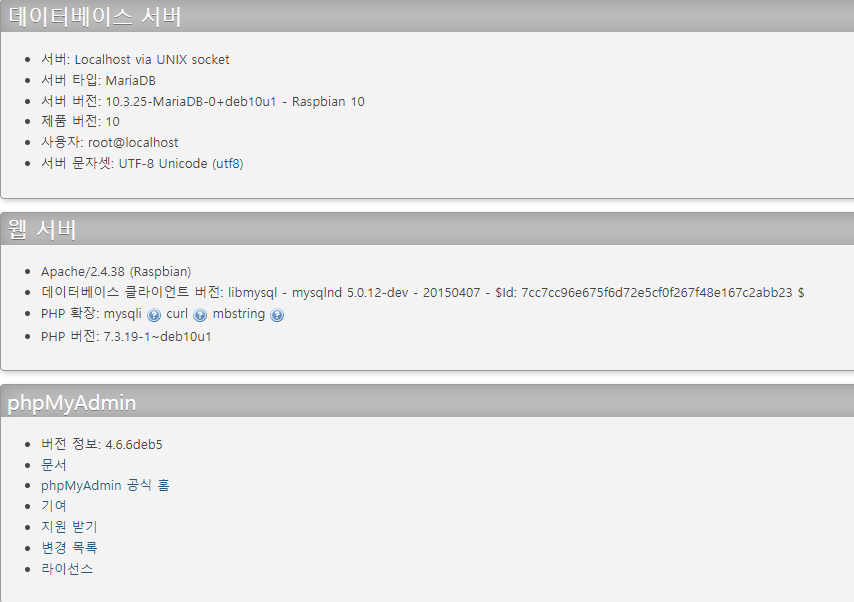 데이터베이스 서버
서버: Localhost via UNIX socket
서버 타입: MariaDB
서버 버전: 10.3.25-MariaDB-0+deb10u1 - Raspbian 10
제품 버전: 10
사용자: root@localhost
서버 문자셋: UTF-8 Unicode (utf8)
웹 서버
Apache/2.4.38 (Raspbian)
데이터베이스 클라이언트 버전: libmysql - mysqlnd 5.0.12-dev - 20150407 - $Id: 7cc7cc96e675f6d72e5cf0f267f48e167c2abb23 $
PHP 확장: mysqli curl mbstring
PHP 버전: 7.3.19-1~deb10u1
phpMyAdmin
버전 정보: 4.6.6deb5
문서
phpMyAdmin 공식 홈
기여
지원 받기
변경 목록
라이선스